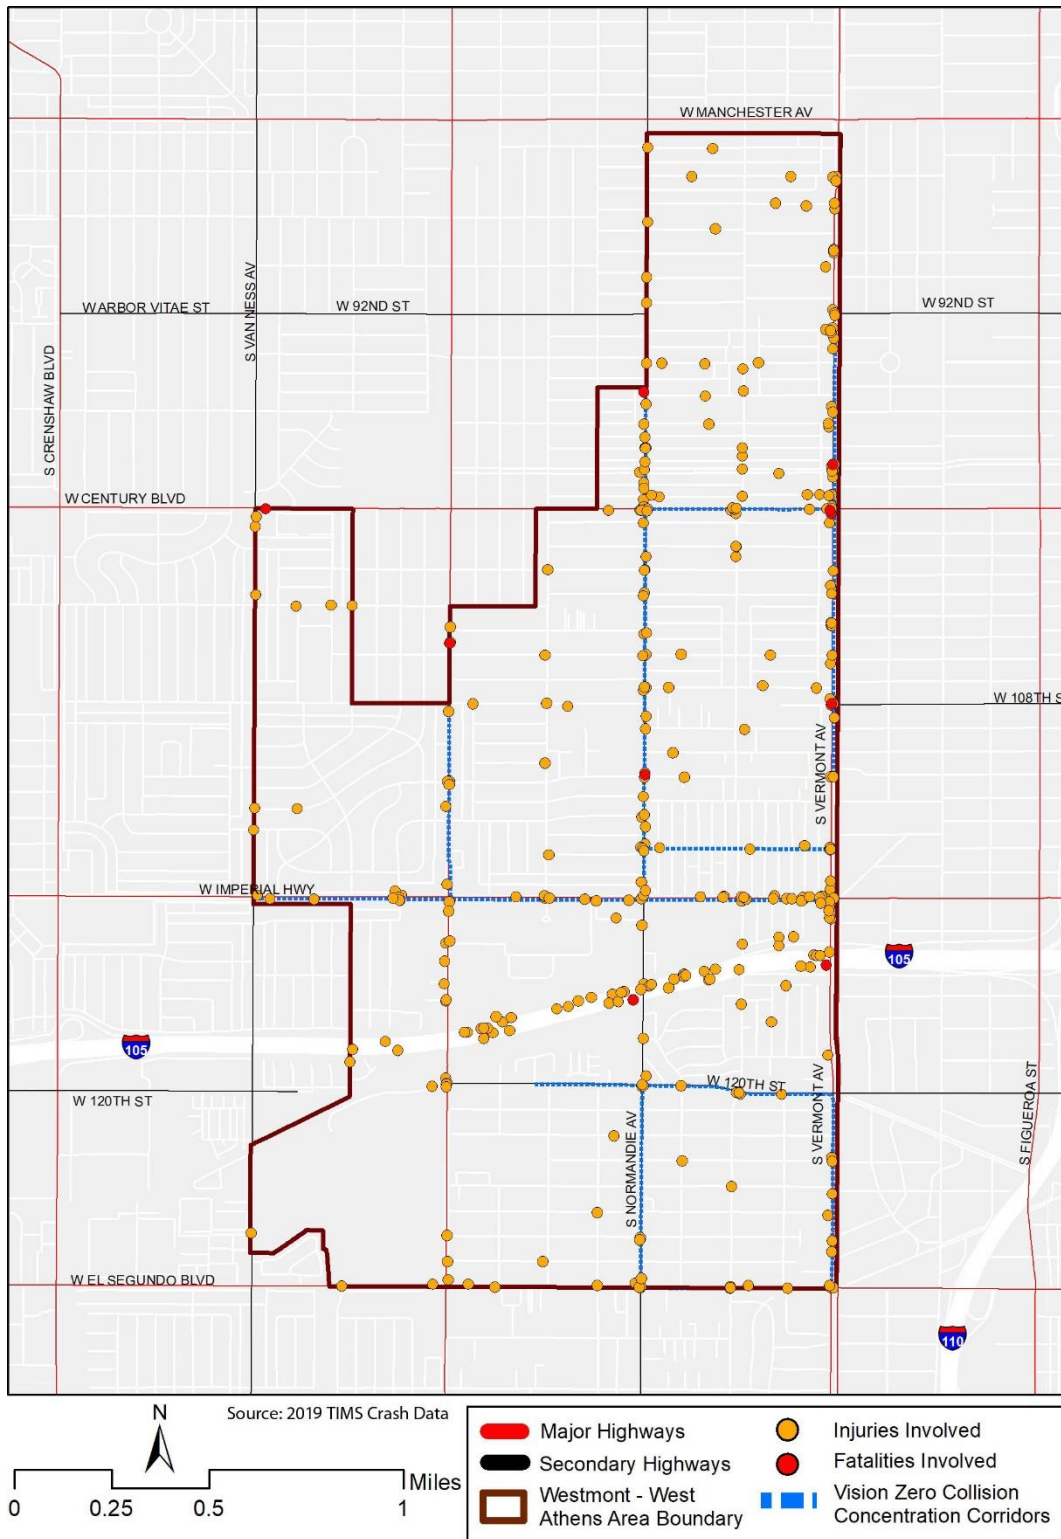 W MANCHESTER AV
S VAN NESS AV
W ARBOR VITAE ST
W 92ND ST
W 92ND ST
S CRENSHAW BLVD
W CENTURY BLVD
W 108TH S
S VERMONT AV
W IMPERIAL HWY
105
105
W 120TH ST
W 120TH ST
S NORMANDIE AV
S VERMONT AV
S FIGUEROA ST
W EL SEGUNDO BLVD
110
N
Source: 2019 TIMS Crash Data
Miles
0 0.25 0.5 1
Major Highways
Secondary Highways
Westmont - West
Athens Area Boundary
Injuries Involved
Fatalities Involved
Vision Zero Collision
Concentration Corridors